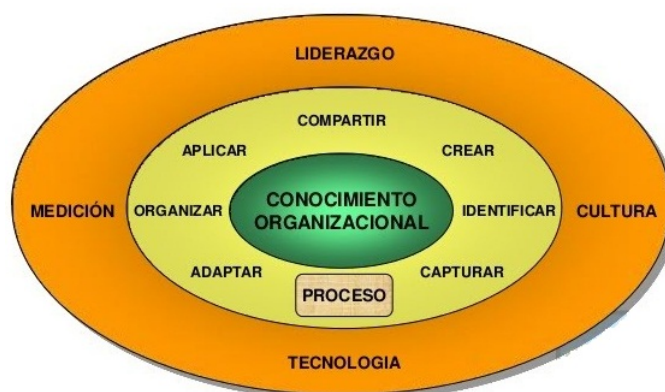 LIDERAZGO
COMPARTIR
APLICAR
CREAR
MEDICIÓN
ORGANIZAR
CONOCIMIENTO
ORGANIZACIONAL
IDENTIFICAR
CULTURA
ADAPTAR
PROCESO
CAPTURAR
TECNOLOGIA